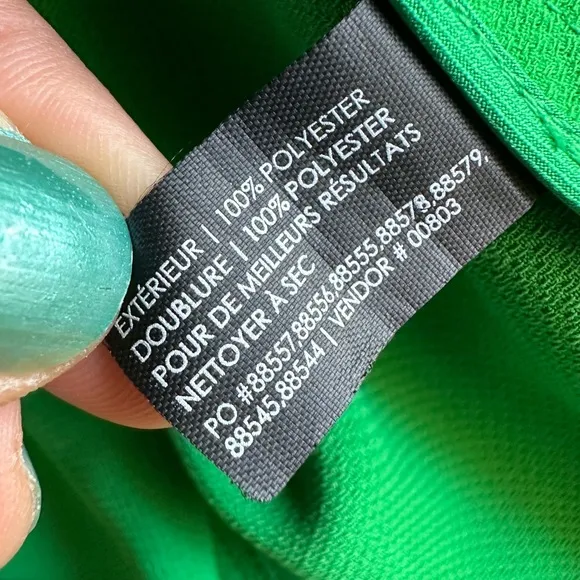 EXTÉRIEUR | 100% POLYESTER
DOUBLURE | 100% POLYESTER
POUR DE MEILLEURS RÉSULTATS
NETTOYER À SEC
PO #88557,88556,88555,88578,88579,
88545,88544 | VENDOR # 00803